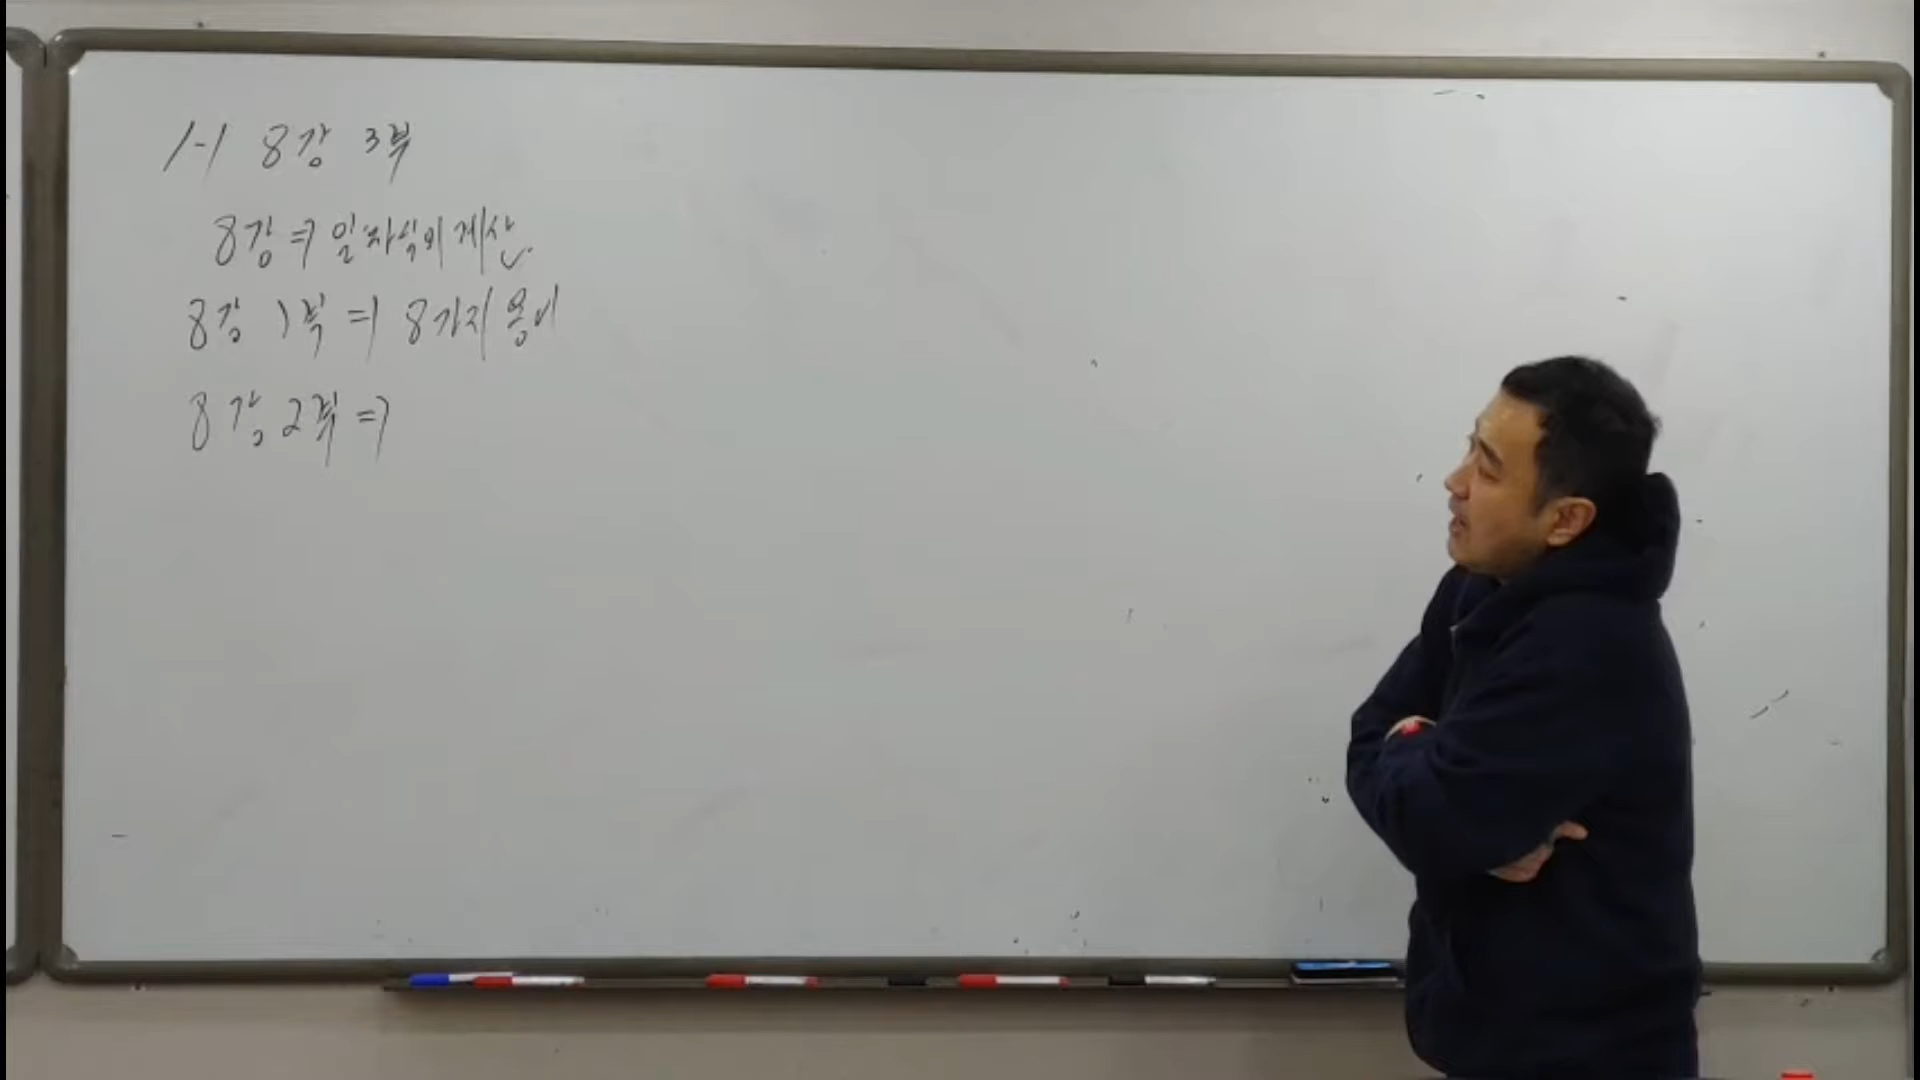 1-1 8강 3부
8강 ⇒ 일차식의 계산
8강 1부 ⇒ 8가지 용어
8강 2부 ⇒